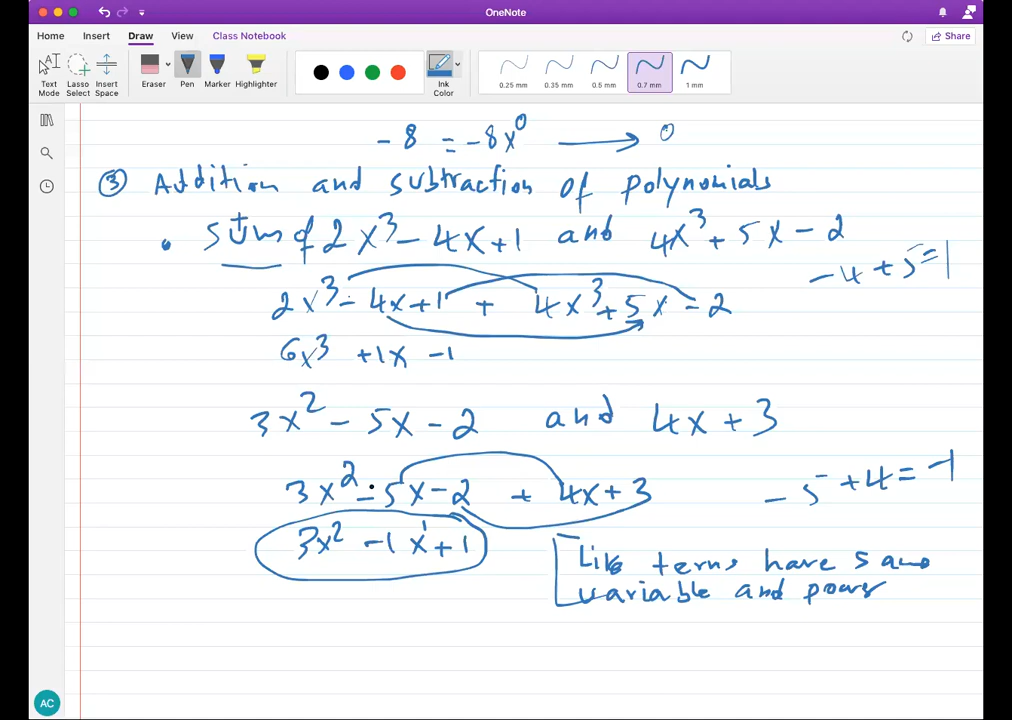 OneNote
Home Insert Draw View Class Notebook Share
Text Mode Lasso Select Insert Space Eraser Pen Marker Highlighter Ink Color 0.25 mm 0.35 mm 0.5 mm 0.7 mm 1 mm
-8 = -8x⁰ → 0
③ Addition and subtraction of polynomials
• sum of 2x³ - 4x + 1 and 4x³ + 5x - 2
-4 + 5 = 1
2x³ - 4x + 1 + 4x³ + 5x - 2
6x³ + 1x - 1
3x² - 5x - 2 and 4x + 3
3x² - 5x - 2 + 4x + 3
-5 + 4 = -1
3x² - 1x¹ + 1
Like terms have same
variable and power
AC